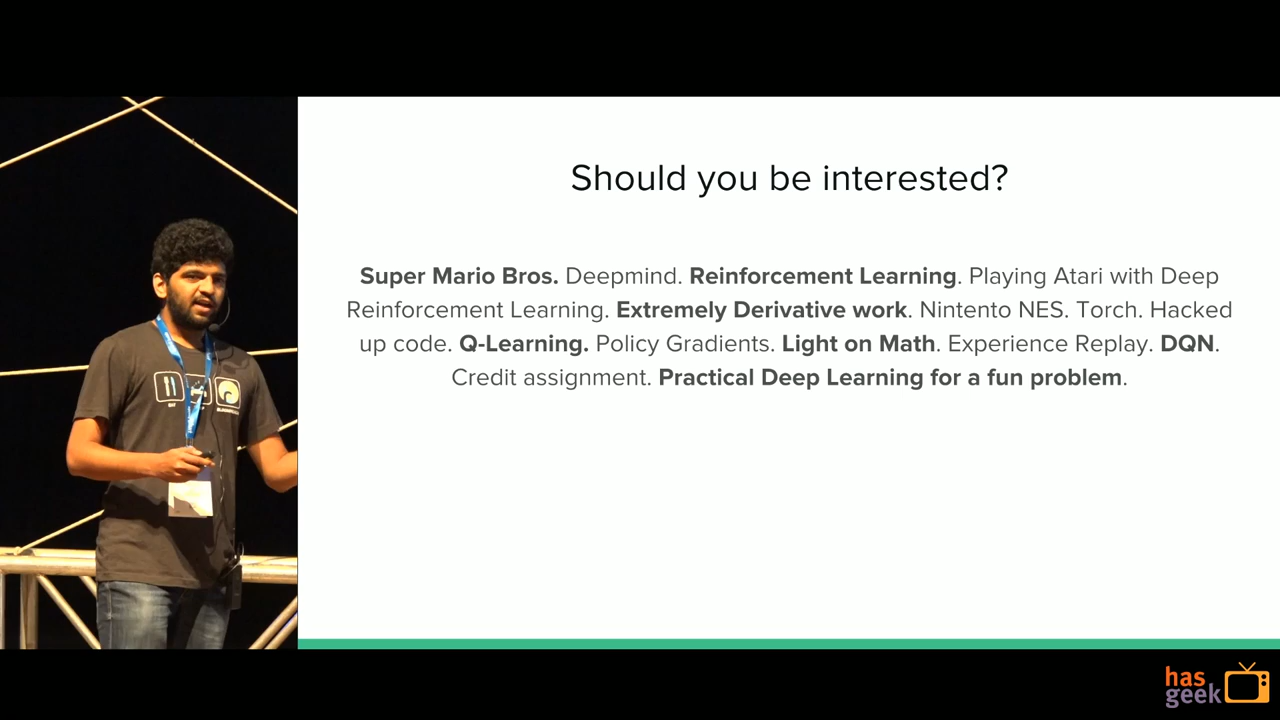 Should you be interested?
Super Mario Bros. Deepmind. Reinforcement Learning. Playing Atari with Deep
Reinforcement Learning. Extremely Derivative work. Nintento NES. Torch. Hacked
up code. Q-Learning. Policy Gradients. Light on Math. Experience Replay. DQN.
Credit assignment. Practical Deep Learning for a fun problem.
has
geek